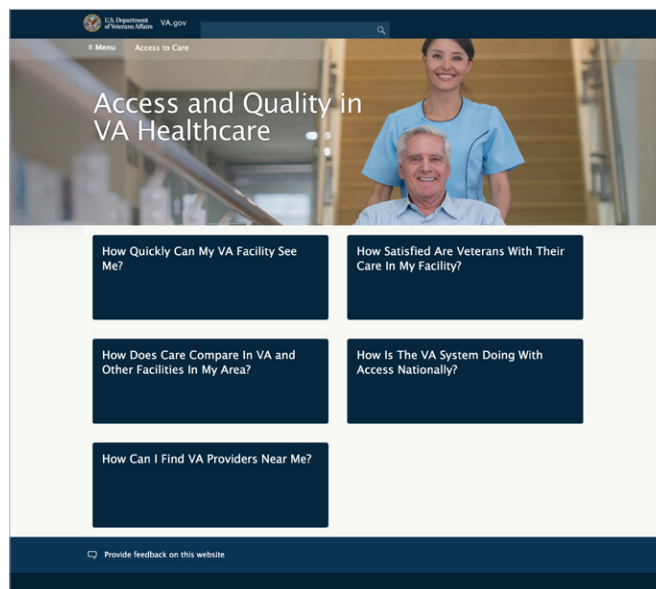 U.S. Department
of Veterans Affairs
VA.gov
≡ Menu
Access to Care
Access and Quality in
VA Healthcare
How Quickly Can My VA Facility See
Me?
How Satisfied Are Veterans With Their
Care In My Facility?
How Does Care Compare In VA and
Other Facilities In My Area?
How Is The VA System Doing With
Access Nationally?
How Can I Find VA Providers Near Me?
Provide feedback on this website